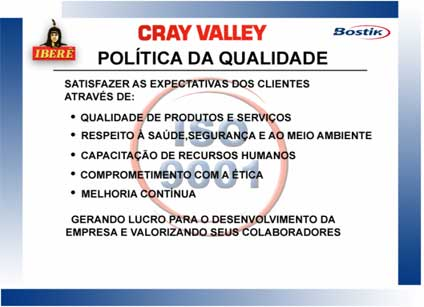 IBERÊ
CRAY VALLEY
Bostik
POLÍTICA DA QUALIDADE
SATISFAZER AS EXPECTATIVAS DOS CLIENTES
ATRAVÉS DE:
• QUALIDADE DE PRODUTOS E SERVIÇOS
• RESPEITO À SAÚDE,SEGURANÇA E AO MEIO AMBIENTE
• CAPACITAÇÃO DE RECURSOS HUMANOS
• COMPROMETIMENTO COM A ÉTICA
• MELHORIA CONTÍNUA
ISO
9001
GERANDO LUCRO PARA O DESENVOLVIMENTO DA
EMPRESA E VALORIZANDO SEUS COLABORADORES